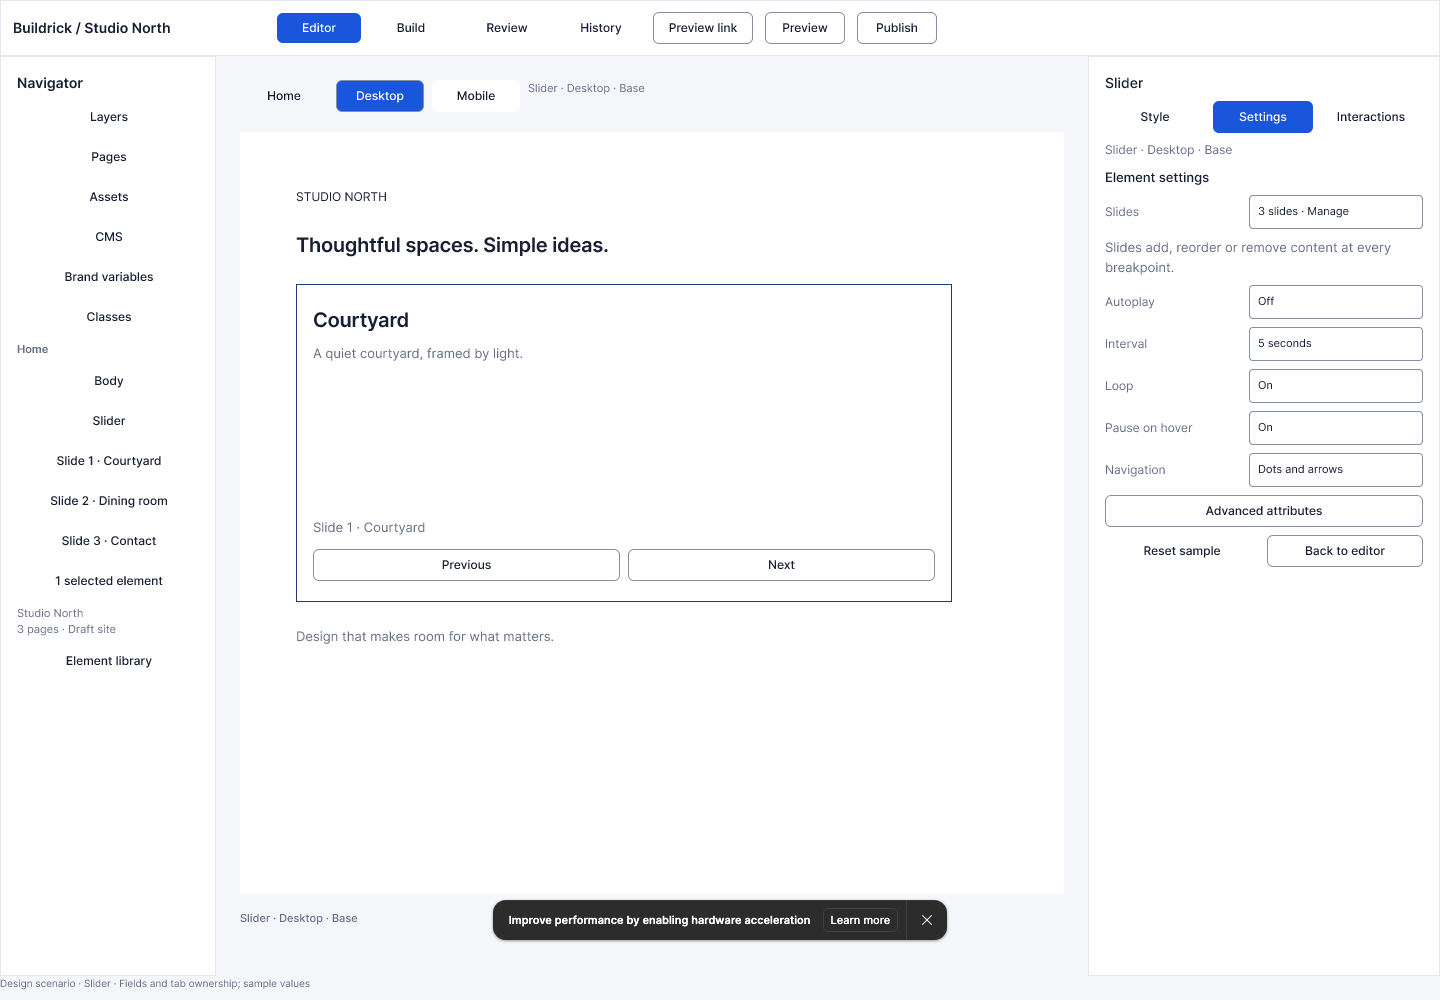 Buildrick / Studio North
Editor
Build
Review
History
Preview link
Preview
Publish
Navigator
Layers
Pages
Assets
CMS
Brand variables
Classes
Home
Body
Slider
Slide 1 · Courtyard
Slide 2 · Dining room
Slide 3 · Contact
1 selected element
Studio North
3 pages · Draft site
Element library
Home
Desktop
Mobile
Slider · Desktop · Base
STUDIO NORTH
Thoughtful spaces. Simple ideas.
Courtyard
A quiet courtyard, framed by light.
Slide 1 · Courtyard
Previous
Next
Design that makes room for what matters.
Slider · Desktop · Base
Improve performance by enabling hardware acceleration
Learn more
Slider
Style
Settings
Interactions
Slider · Desktop · Base
Element settings
Slides
3 slides · Manage
Slides add, reorder or remove content at every
breakpoint.
Autoplay
Off
Interval
5 seconds
Loop
On
Pause on hover
On
Navigation
Dots and arrows
Advanced attributes
Reset sample
Back to editor
Design scenario · Slider · Fields and tab ownership; sample values